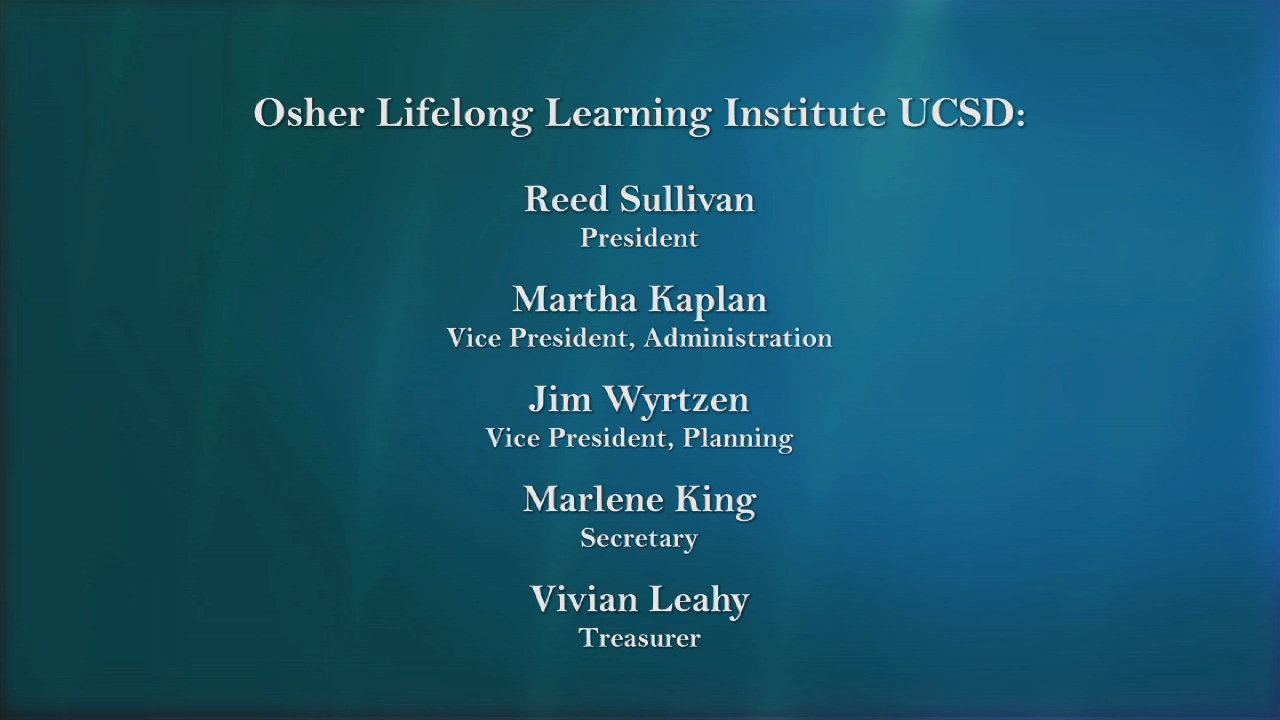 Osher Lifelong Learning Institute UCSD:
Reed Sullivan
President
Martha Kaplan
Vice President, Administration
Jim Wyrtzen
Vice President, Planning
Marlene King
Secretary
Vivian Leahy
Treasurer